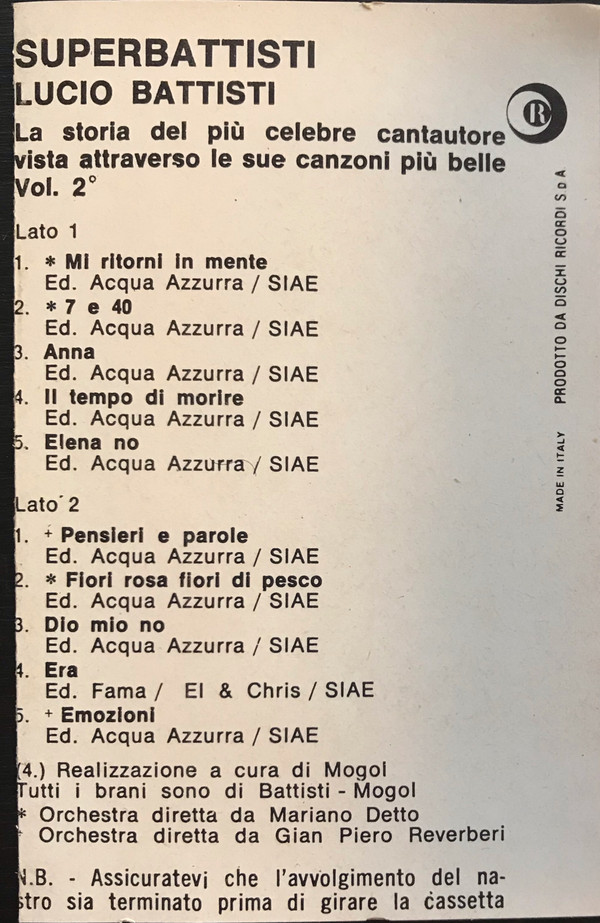 SUPERBATTISTI
LUCIO BATTISTI
La storia del più celebre cantautore
vista attraverso le sue canzoni più belle
Vol. 2°
Lato 1
1. * Mi ritorni in mente
Ed. Acqua Azzurra / SIAE
2. * 7 e 40
Ed. Acqua Azzurra / SIAE
3. Anna
Ed. Acqua Azzurra / SIAE
4. Il tempo di morire
Ed. Acqua Azzurra / SIAE
5. Elena no
Ed. Acqua Azzurra / SIAE
Lato 2
1. + Pensieri e parole
Ed. Acqua Azzurra / SIAE
2. * Fiori rosa fiori di pesco
Ed. Acqua Azzurra / SIAE
3. Dio mio no
Ed. Acqua Azzurra / SIAE
4. Era
Ed. Fama / El & Chris / SIAE
5. + Emozioni
Ed. Acqua Azzurra / SIAE
(4.) Realizzazione a cura di Mogol
Tutti i brani sono di Battisti - Mogol
* Orchestra diretta da Mariano Detto
+ Orchestra diretta da Gian Piero Reverberi
N.B. - Assicuratevi che l'avvolgimento del na-
stro sia terminato prima di girare la cassetta
R
MADE IN ITALY PRODOTTO DA DISCHI RICORDI S.p.A